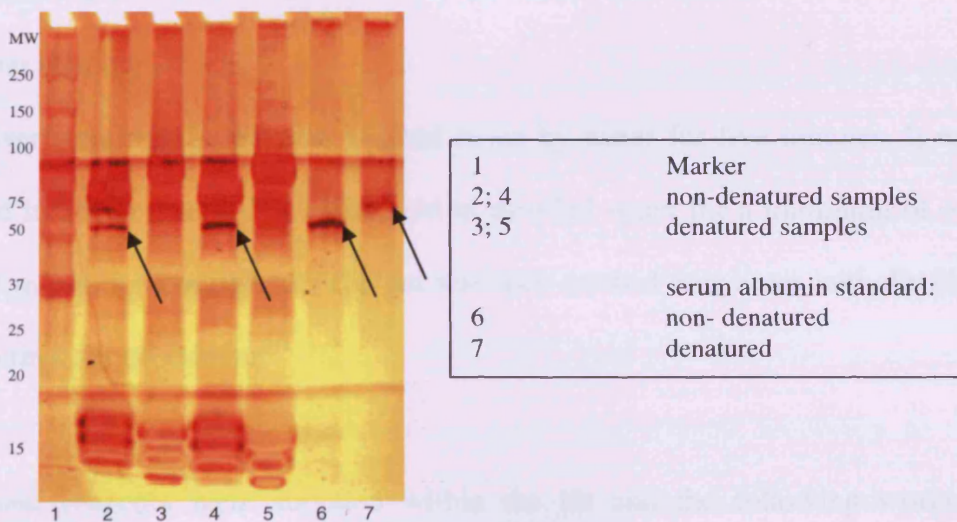 MW
250
150
100
75
50
37
25
20
15
1 2 3 4 5 6 7
1 Marker
2; 4 non-denatured samples
3; 5 denatured samples
serum albumin standard:
6 non- denatured
7 denatured